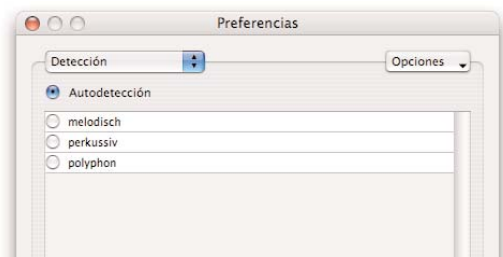 Preferencias
Detección Opciones
Autodetección
melodisch
perkussiv
polyphon